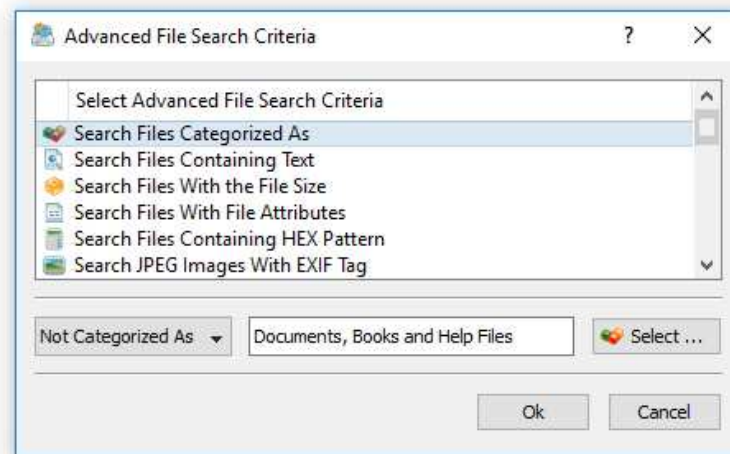 Advanced File Search Criteria
Select Advanced File Search Criteria
Search Files Categorized As
Search Files Containing Text
Search Files With the File Size
Search Files With File Attributes
Search Files Containing HEX Pattern
Search JPEG Images With EXIF Tag
Not Categorized As Documents, Books and Help Files Select ...
Ok Cancel